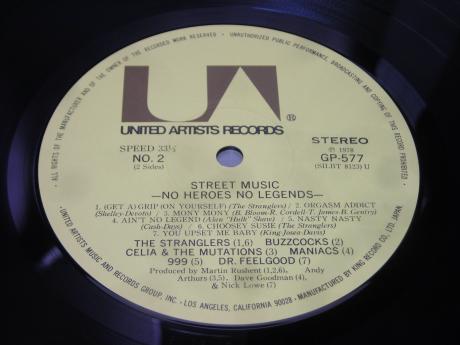 ALL RIGHTS OF THE MANUFACTURER AND OF THE OWNER OF THE RECORDED WORK RESERVED - UNAUTHORIZED PUBLIC PERFORMANCE, BROADCASTING AND COPYING OF THIS RECORD PROHIBITED
UA
UNITED ARTISTS RECORDS ®
SPEED 33⅓
NO. 2
(2 Sides)
STEREO
Ⓟ 1978
GP-577
(SILBT 8123) U
STREET MUSIC
—NO HEROES NO LEGENDS—
1. (GET A) GRIP (ON YOURSELF) (The Stranglers) / 2. ORGASM ADDICT
(Shelley-Devoto) / 3. MONY MONY (B. Bloom-R. Cordell-T. James-B. Gentry)
4. AIN'T NO LEGEND (Alan "Hulk" Shaw) / 5. NASTY NASTY
(Cash-Days) / 6. CHOOSEY SUSIE (The Stranglers)
7. YOU UPSET ME BABY (King-Josea-Davis)
THE STRANGLERS (1,6) BUZZCOCKS (2)
CELIA & THE MUTATIONS (3) MANIACS (4)
999 (5) DR. FEELGOOD (7)
Produced by Martin Rushent (1,2,6), Andy
Arthurs (3,5), Dave Goodman (4),
& Nick Lowe (7)
UNITED ARTISTS MUSIC AND RECORDS GROUP, INC. - LOS ANGELES, CALIFORNIA 90028 - MANUFACTURED BY KING RECORD CO. LTD. JAPAN.